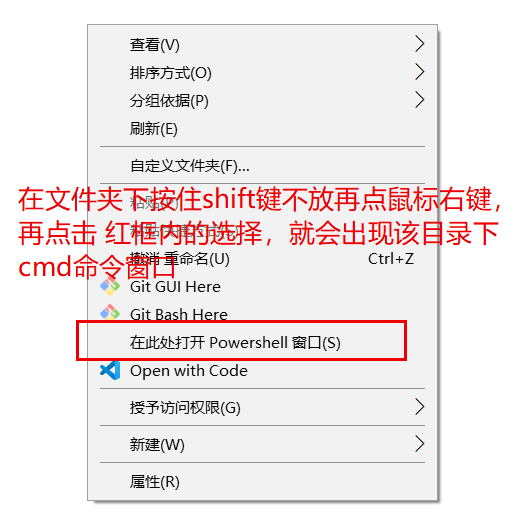 查看(V)
排序方式(O)
分组依据(P)
刷新(E)
自定义文件夹(F)...
在文件夹下按住shift键不放再点鼠标右键，
再点击 红框内的选择，就会出现该目录下
cmd命令窗口
撤消 重命名(U) Ctrl+Z
Git GUI Here
Git Bash Here
在此处打开 Powershell 窗口(S)
Open with Code
授予访问权限(G)
新建(W)
属性(R)